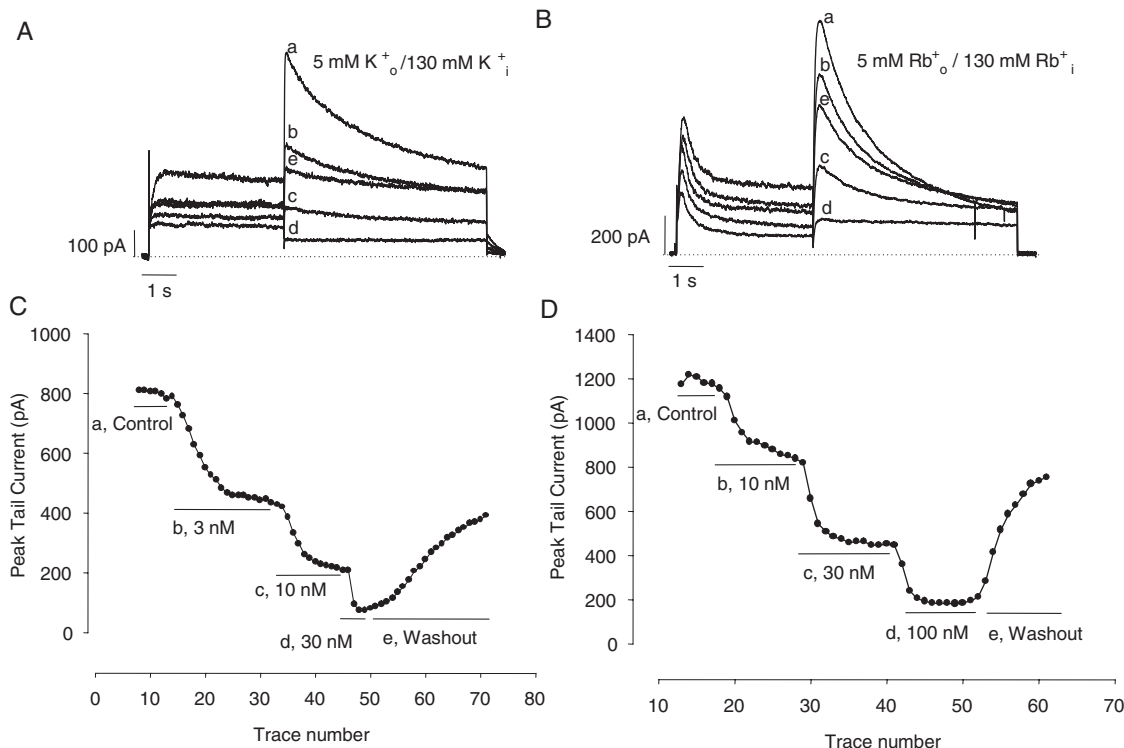 A
a
5 mM K⁺ₒ/130 mM K⁺ᵢ
b
e
c
d
100 pA
1 s
B
a
5 mM Rb⁺ₒ / 130 mM Rb⁺ᵢ
b
e
c
d
200 pA
1 s
C
Peak Tail Current (pA)
1000
800
600
400
200
0
a, Control
b, 3 nM
c, 10 nM
d, 30 nM
e, Washout
0 10 20 30 40 50 60 70 80
Trace number
D
Peak Tail Current (pA)
1400
1200
1000
800
600
400
200
0
a, Control
b, 10 nM
c, 30 nM
d, 100 nM
e, Washout
10 20 30 40 50 60 70
Trace number